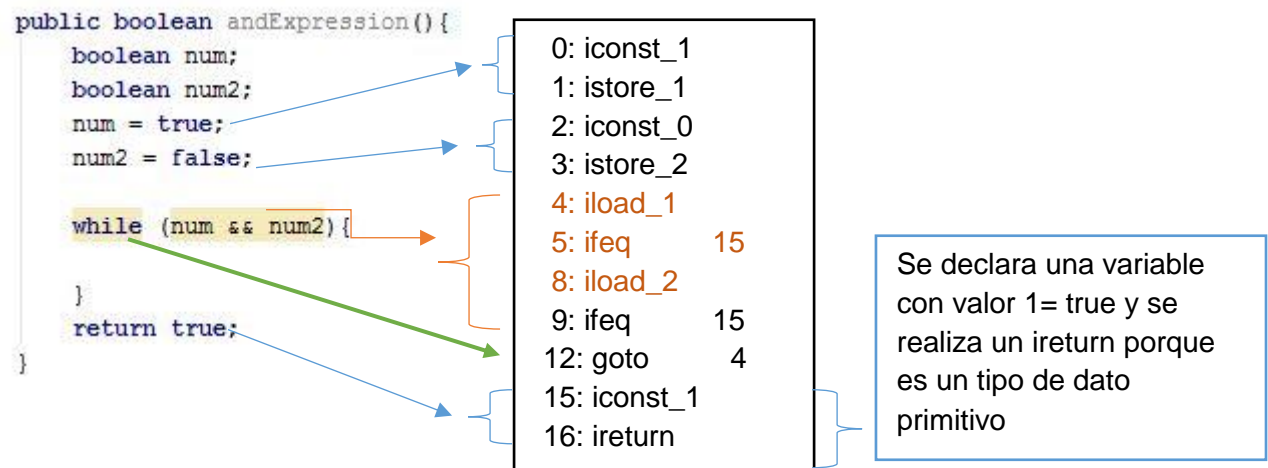 public boolean andExpression(){
boolean num;
boolean num2;
num = true;
num2 = false;
while (num && num2){
}
return true;
}
0: iconst_1
1: istore_1
2: iconst_0
3: istore_2
4: iload_1
5: ifeq 15
8: iload_2
9: ifeq 15
12: goto 4
15: iconst_1
16: ireturn
Se declara una variable
con valor 1= true y se
realiza un ireturn porque
es un tipo de dato
primitivo